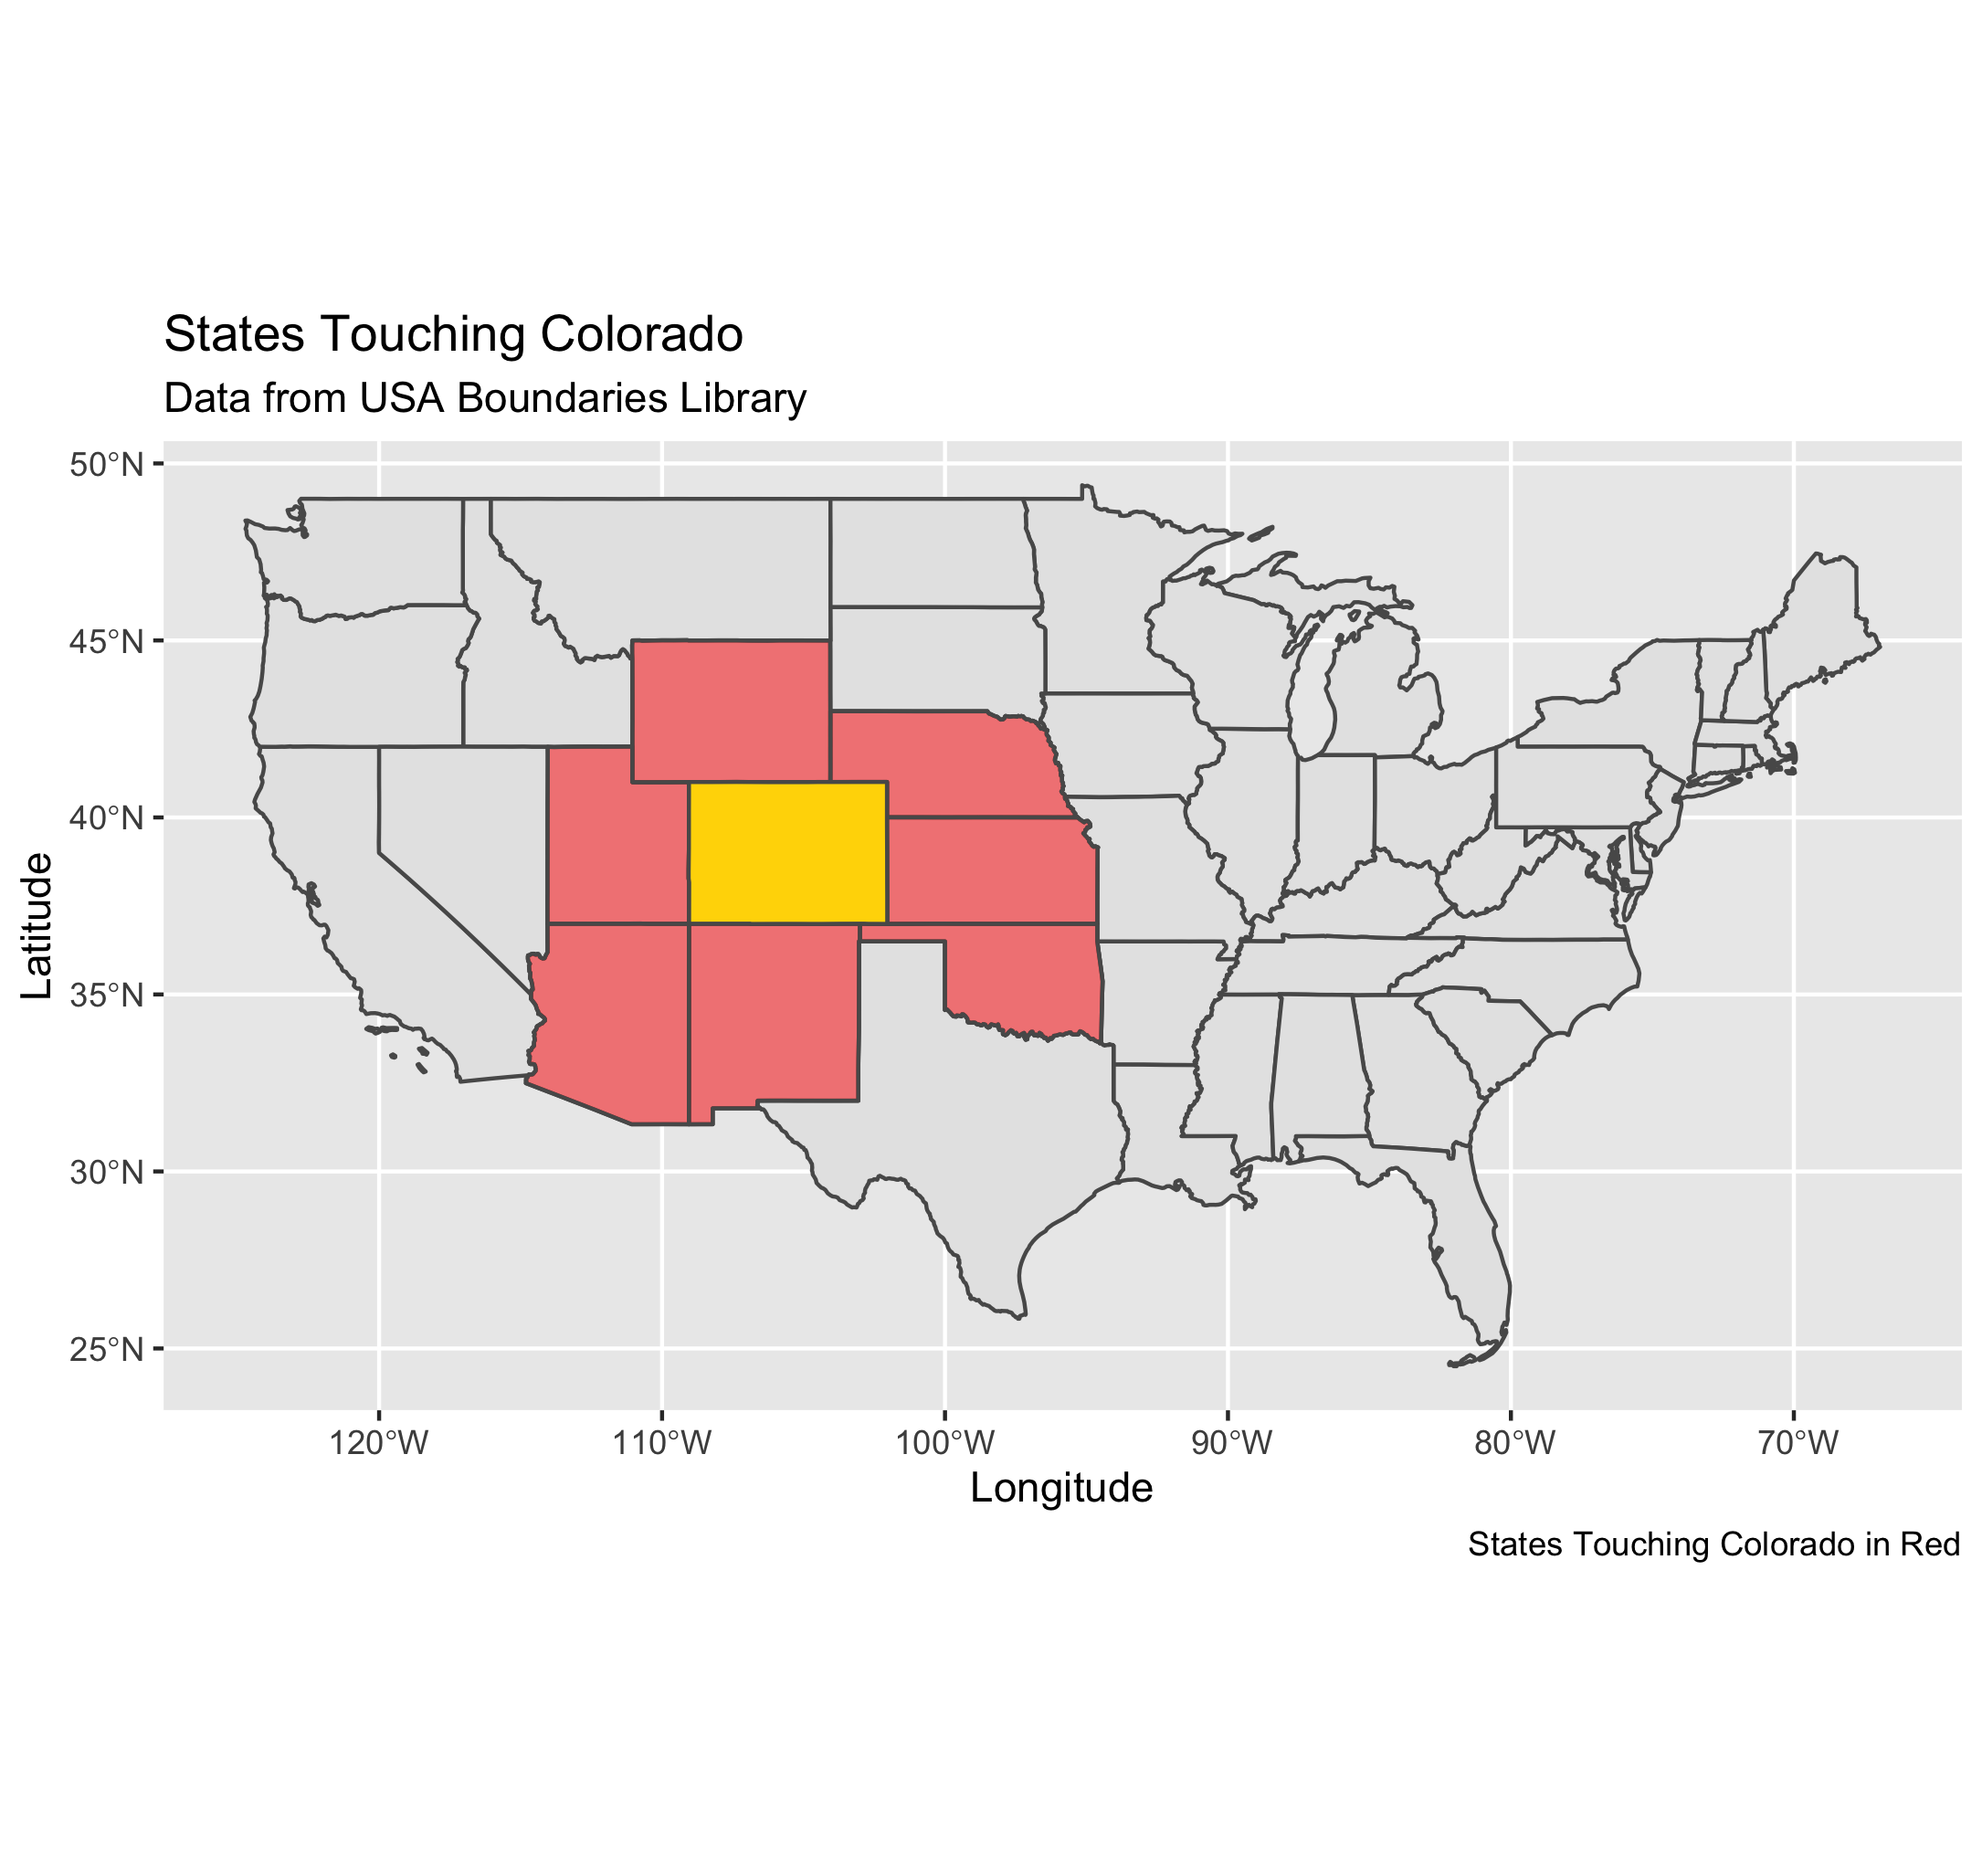 States Touching Colorado
Data from USA Boundaries Library
50°N
45°N
40°N
35°N
30°N
25°N
Latitude
120°W
110°W
100°W
90°W
80°W
70°W
Longitude
States Touching Colorado in Red